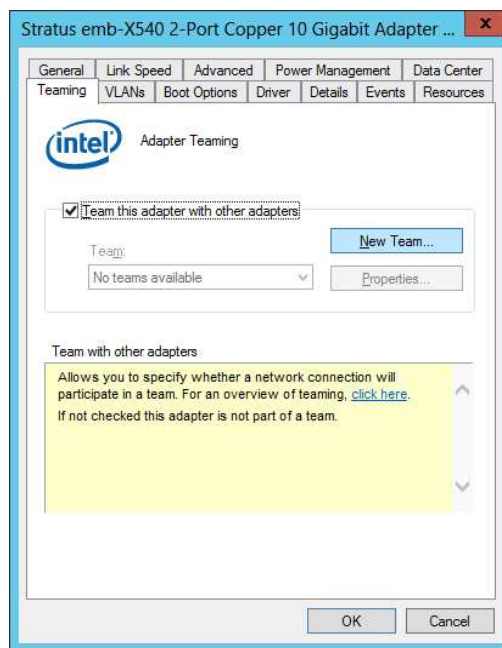 Stratus emb-X540 2-Port Copper 10 Gigabit Adapter ...
x
General Link Speed Advanced Power Management Data Center
Teaming VLANs Boot Options Driver Details Events Resources
intel Adapter Teaming
Team this adapter with other adapters
New Team...
Team:
No teams available Properties...
Team with other adapters
Allows you to specify whether a network connection will
participate in a team. For an overview of teaming, click here.
If not checked this adapter is not part of a team.
OK Cancel